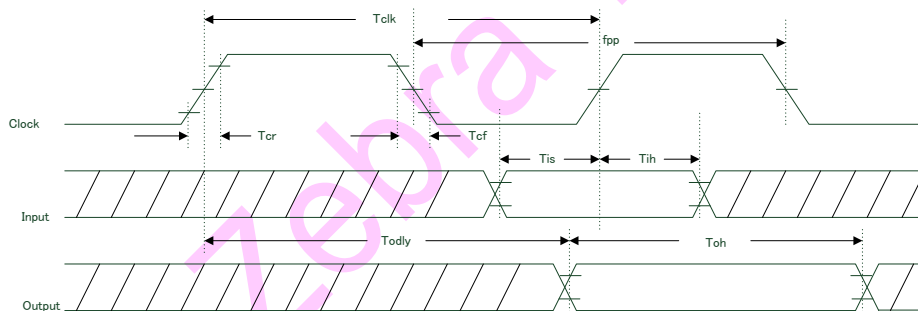 Tclk
fpp
Clock
Tcr
Tcf
Tis
Tih
Input
Todly
Toh
Output
Zebra